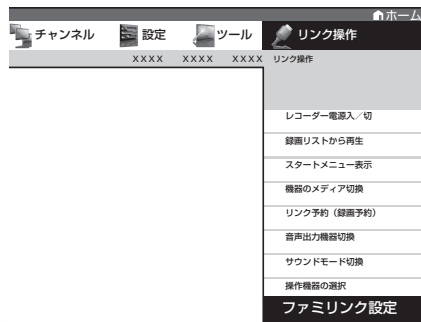 ホーム
チャンネル 設定 ツール リンク操作
XXXX XXXX XXXX リンク操作
レコーダー電源入／切
録画リストから再生
スタートメニュー表示
機器のメディア切換
リンク予約（録画予約）
音声出力機器切換
サウンドモード切換
操作機器の選択
ファミリンク設定